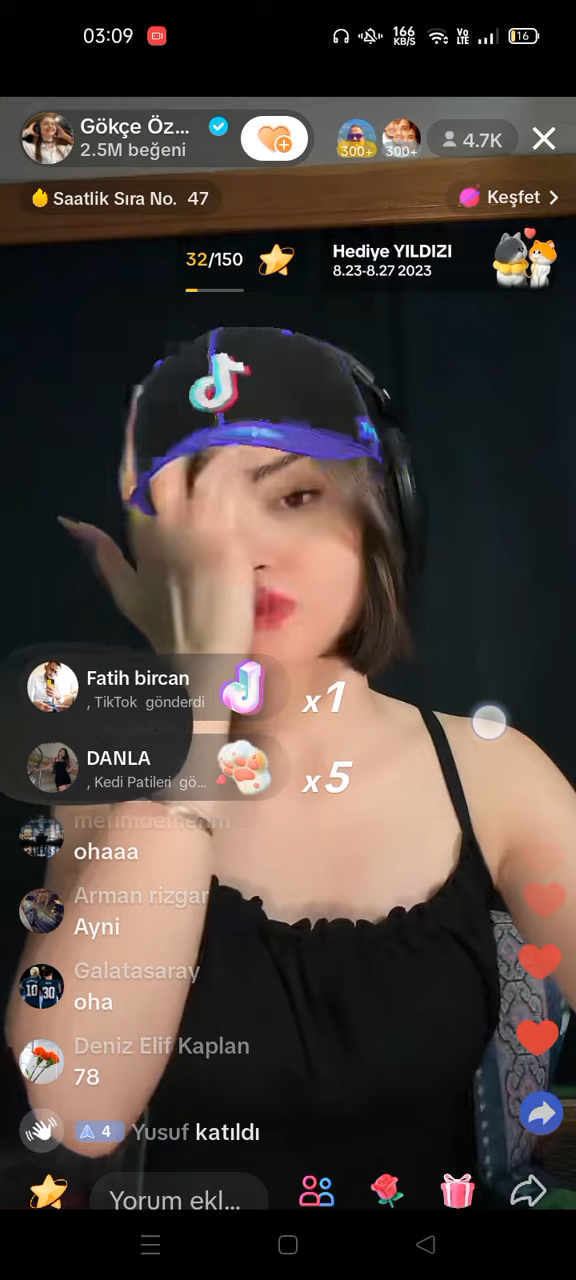 03:09
166
KB/S
Vo
LTE
16
Gökçe Öz...
2.5M beğeni
300+
300+
4.7K
Saatlik Sıra No. 47
Keşfet
32/150
Hediye YILDIZI
8.23-8.27 2023
Fatih bircan
, TikTok gönderdi
x1
DANLA
, Kedi Patileri gö...
x5
ohaaa
Arman rizgar
Ayni
Galatasaray
oha
Deniz Elif Kaplan
78
4 Yusuf katıldı
Yorum ekl...